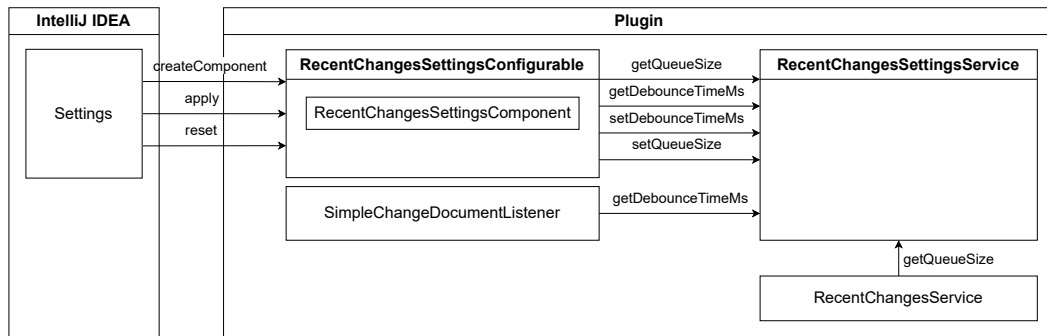 IntelliJ IDEA
Plugin
Settings
createComponent
apply
reset
RecentChangesSettingsConfigurable
RecentChangesSettingsComponent
getQueueSize
getDebounceTimeMs
setDebounceTimeMs
setQueueSize
RecentChangesSettingsService
SimpleChangeDocumentListener
getDebounceTimeMs
getQueueSize
RecentChangesService